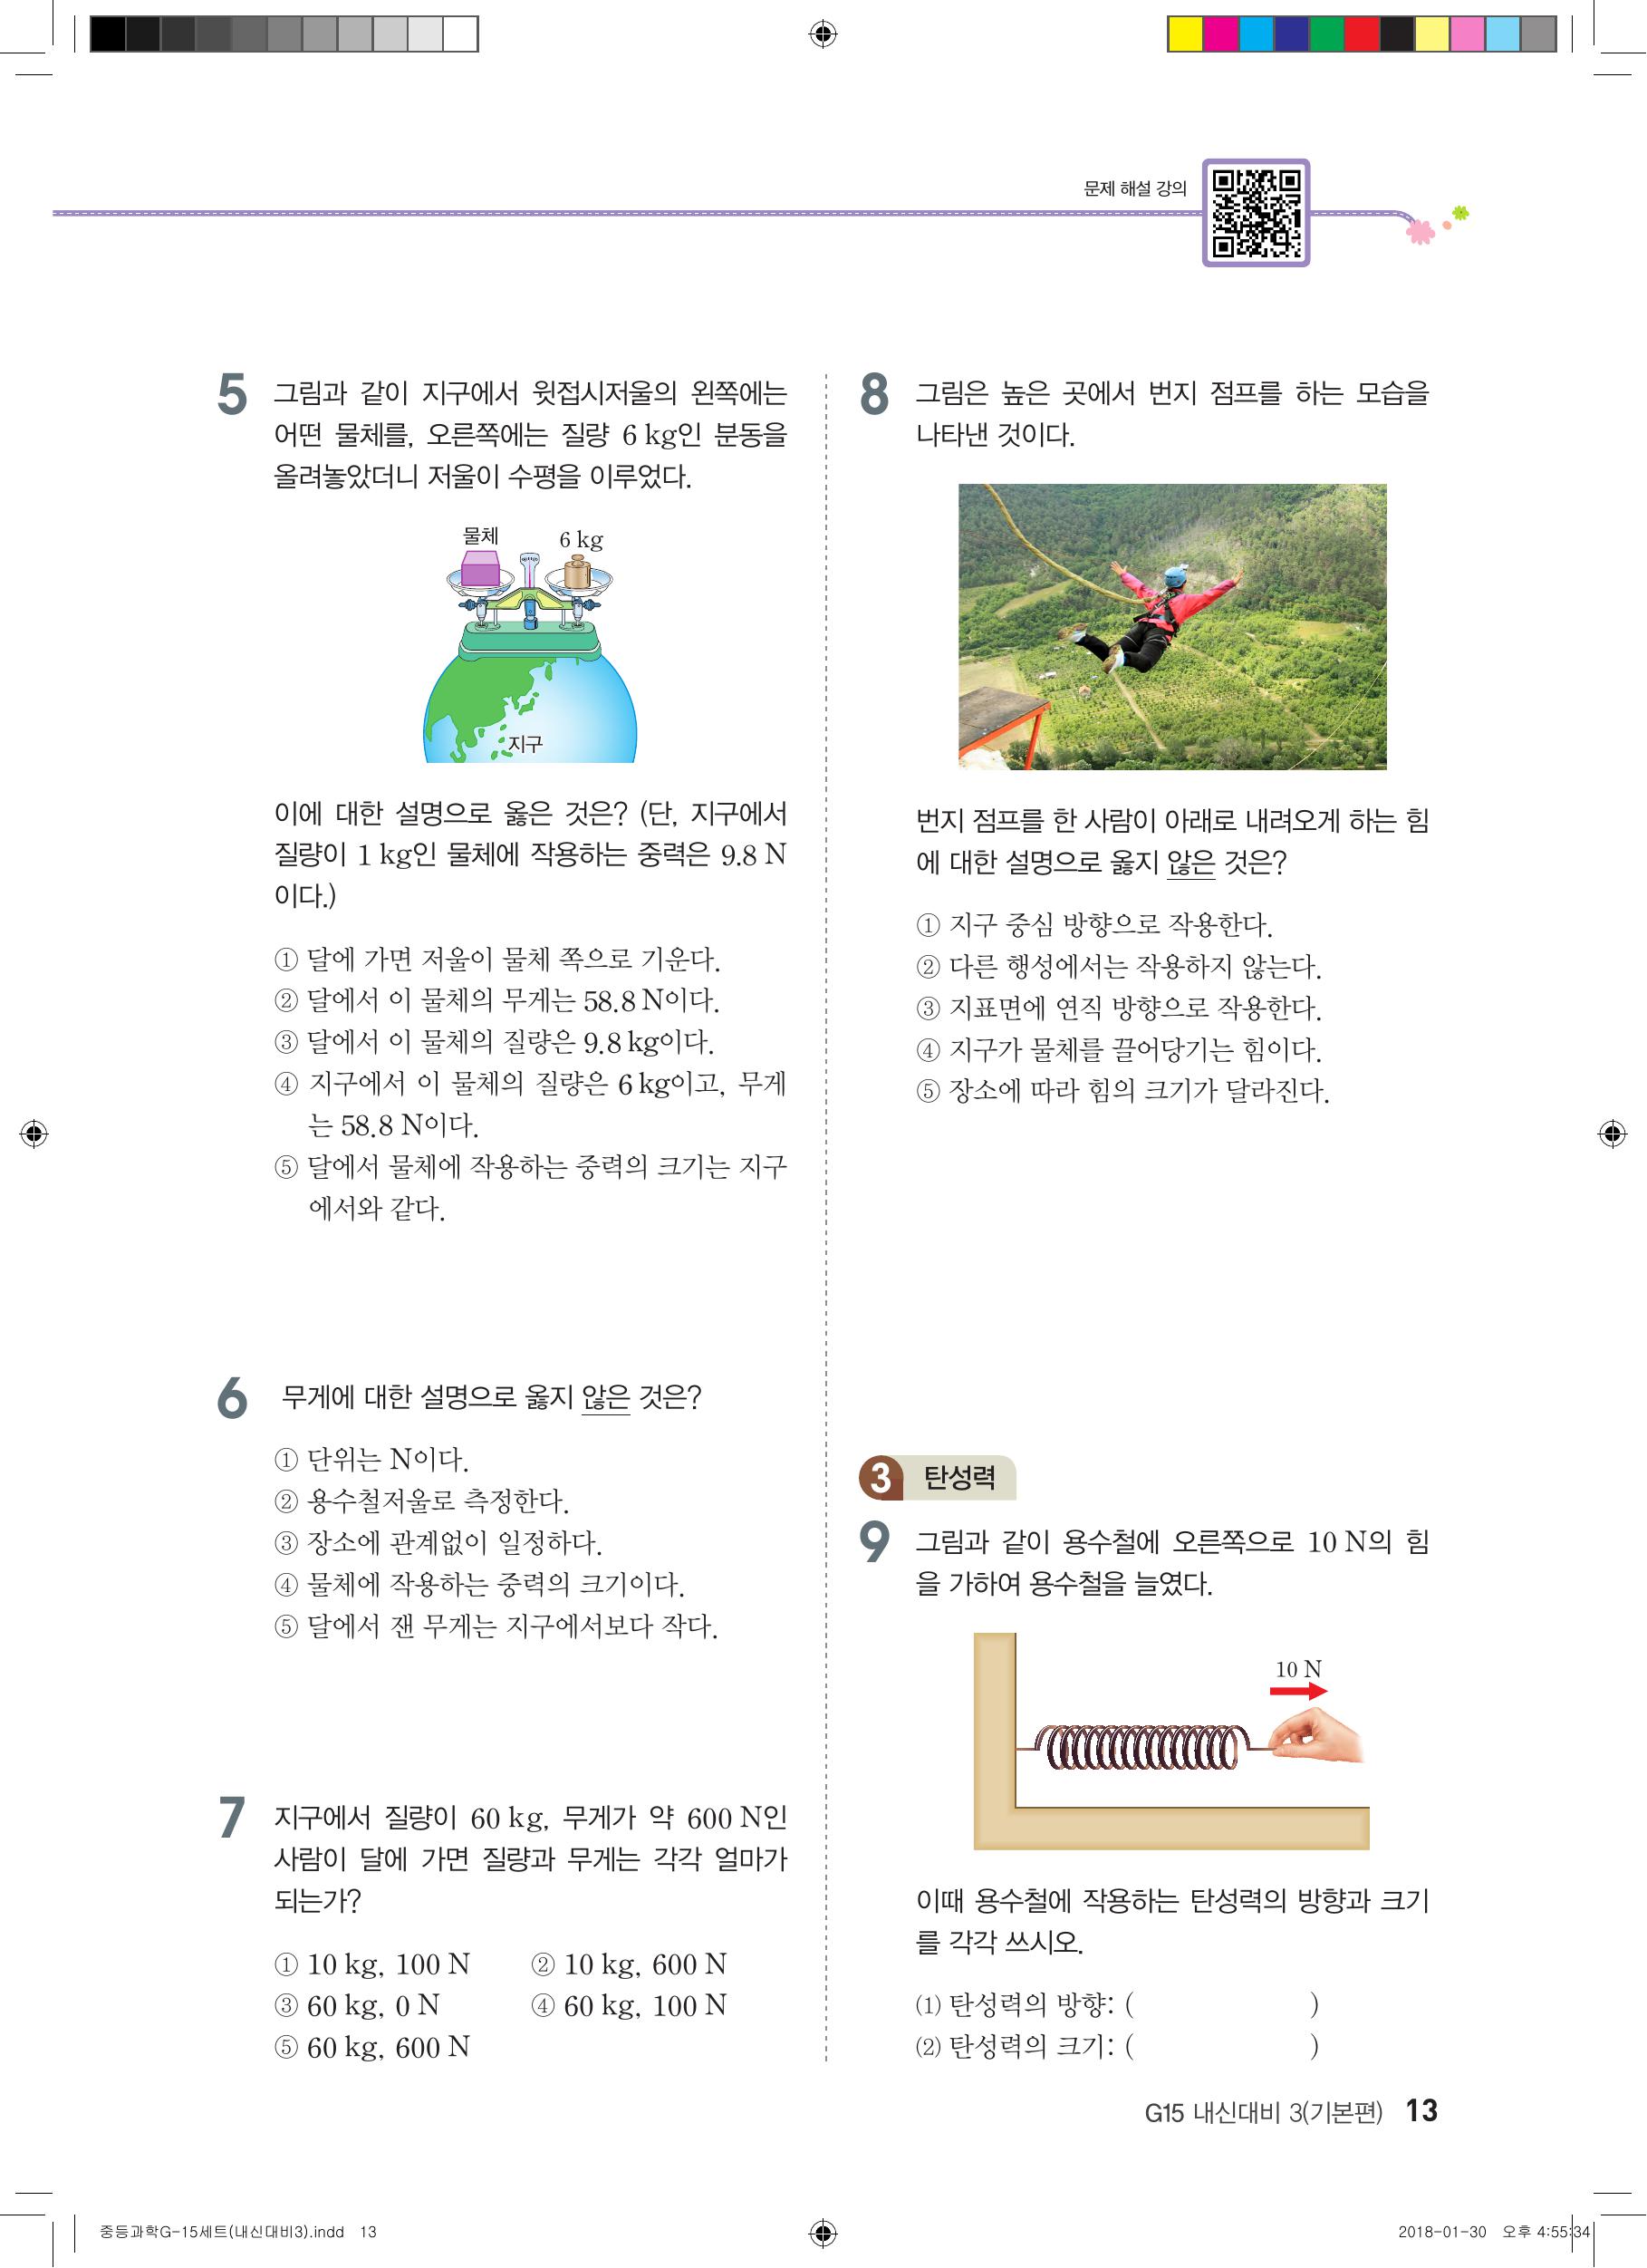 문제 해설 강의
5 그림과 같이 지구에서 윗접시저울의 왼쪽에는
어떤 물체를, 오른쪽에는 질량 6 kg인 분동을
올려놓았더니 저울이 수평을 이루었다.
물체
6 kg
지구
이에 대한 설명으로 옳은 것은? (단, 지구에서
질량이 1 kg인 물체에 작용하는 중력은 9.8 N
이다.)
① 달에 가면 저울이 물체 쪽으로 기운다.
② 달에서 이 물체의 무게는 58.8 N이다.
③ 달에서 이 물체의 질량은 9.8 kg이다.
④ 지구에서 이 물체의 질량은 6 kg이고, 무게
는 58.8 N이다.
⑤ 달에서 물체에 작용하는 중력의 크기는 지구
에서와 같다.
6 무게에 대한 설명으로 옳지 않은 것은?
① 단위는 N이다.
② 용수철저울로 측정한다.
③ 장소에 관계없이 일정하다.
④ 물체에 작용하는 중력의 크기이다.
⑤ 달에서 잰 무게는 지구에서보다 작다.
7 지구에서 질량이 60 kg, 무게가 약 600 N인
사람이 달에 가면 질량과 무게는 각각 얼마가
되는가?
① 10 kg, 100 N ② 10 kg, 600 N
③ 60 kg, 0 N ④ 60 kg, 100 N
⑤ 60 kg, 600 N
8 그림은 높은 곳에서 번지 점프를 하는 모습을
나타낸 것이다.
번지 점프를 한 사람이 아래로 내려오게 하는 힘
에 대한 설명으로 옳지 않은 것은?
① 지구 중심 방향으로 작용한다.
② 다른 행성에서는 작용하지 않는다.
③ 지표면에 연직 방향으로 작용한다.
④ 지구가 물체를 끌어당기는 힘이다.
⑤ 장소에 따라 힘의 크기가 달라진다.
3 탄성력
9 그림과 같이 용수철에 오른쪽으로 10 N의 힘
을 가하여 용수철을 늘였다.
10 N
이때 용수철에 작용하는 탄성력의 방향과 크기
를 각각 쓰시오.
(1) 탄성력의 방향: ( )
(2) 탄성력의 크기: ( )
G15 내신대비 3(기본편) 13
중등과학G-15세트(내신대비3).indd 13
2018-01-30 오후 4:55:34